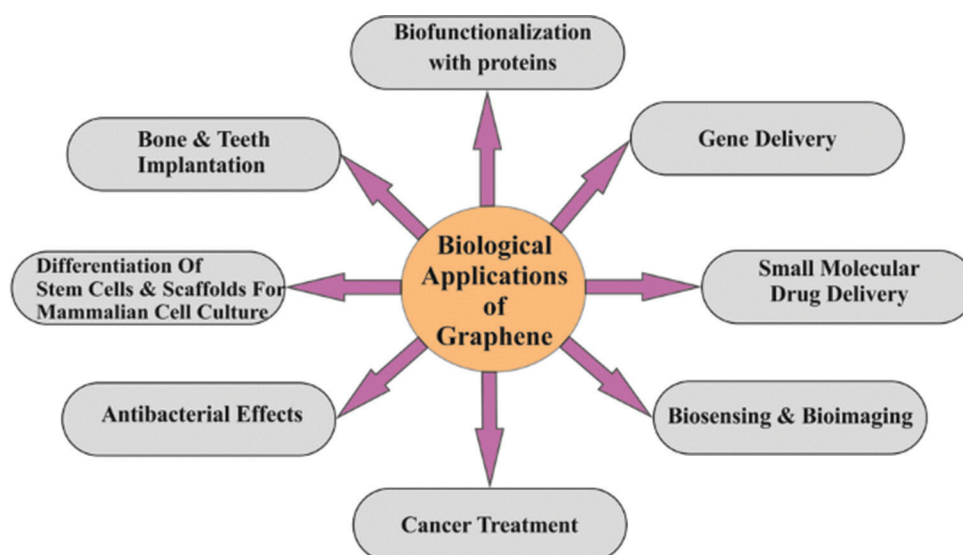 Biofunctionalization
with proteins
Bone & Teeth
Implantation
Gene Delivery
Biological
Applications
of
Graphene
Differentiation Of
Stem Cells & Scaffolds For
Mammalian Cell Culture
Small Molecular
Drug Delivery
Antibacterial Effects
Biosensing & Bioimaging
Cancer Treatment